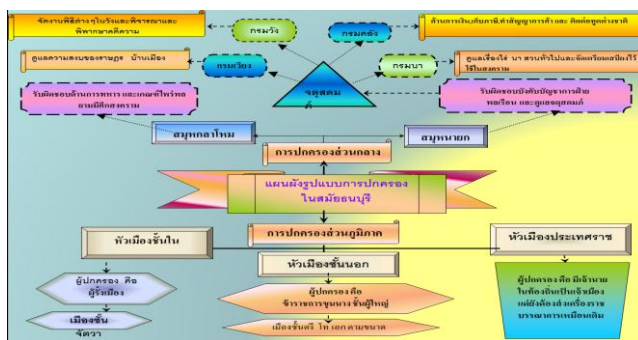 จัดงานพิธีต่างๆในวังและพิจารณาและ
พิพากษาคดีความ
ด้านการเงิน,เก็บภาษี,ทำสัญญาการค้า และ ติดต่อทูตต่างชาติ
กรมวัง
กรมคลัง
ดูแลความสงบของราษฎร บ้านเมือง
กรมเวียง
กรมนา
ดูแลเรื่องไร่ นา สวนทั่วไปและจัดเตรียมเสบียงไว้
ใช้ในสงคราม
จตุสดม
ภ์
รับผิดชอบด้านการทหาร และเกณฑ์ไพร่พล
ยามมีศึกสงคราม
รับผิดชอบบังคับบัญชาการฝ่าย
พลเรือน และดูแลจตุสดมภ์
สมุหกลาโหม
สมุหนายก
การปกครองส่วนกลาง
แผนผังรูปแบบการปกครอง
ในสมัยธนบุรี
การปกครองส่วนภูมิภาค
หัวเมืองชั้นใน
หัวเมืองประเทศราช
หัวเมืองชั้นนอก
ผู้ปกครอง คือ
ผู้รั้งเมือง
ผู้ปกครอง คือ
ข้าราชการขุนนาง ชั้นผู้ใหญ่
ผู้ปกครอง คือ มีเจ้านาย
ในท้องถิ่นเป็นเจ้าเมือง
แต่ยังต้องส่งเครื่องราช
บรรณาการเหมือนเดิม
เมืองชั้น
จัตวา
เมืองชั้นตรี โท เอก ตามขนาด